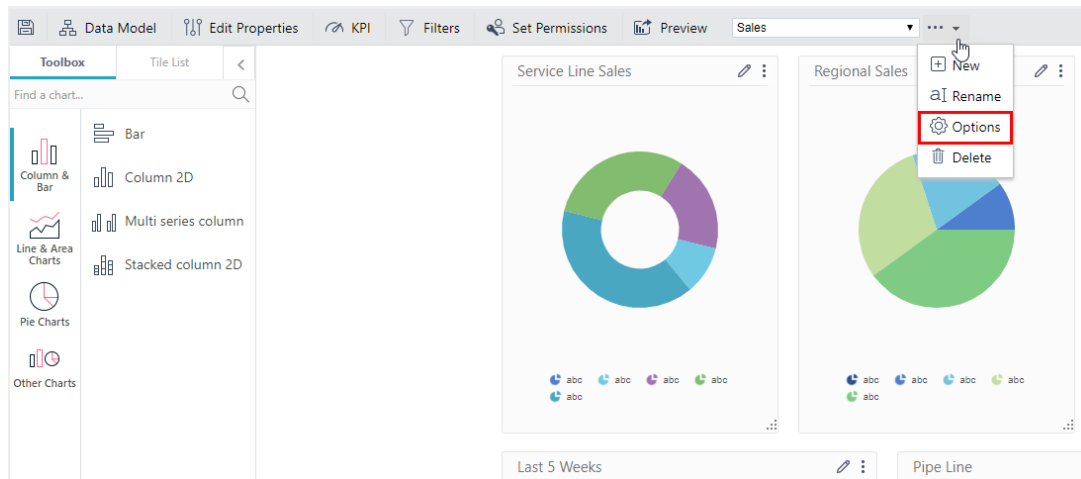 Data Model Edit Properties KPI Filters Set Permissions Preview Sales
Toolbox Tile List
Find a chart...
Column & Bar
Line & Area Charts
Pie Charts
Other Charts
Bar
Column 2D
Multi series column
Stacked column 2D
Service Line Sales
abc abc abc abc
abc
Regional Sales
abc abc abc abc
abc
New
aI Rename
Options
Delete
Last 5 Weeks
Pipe Line